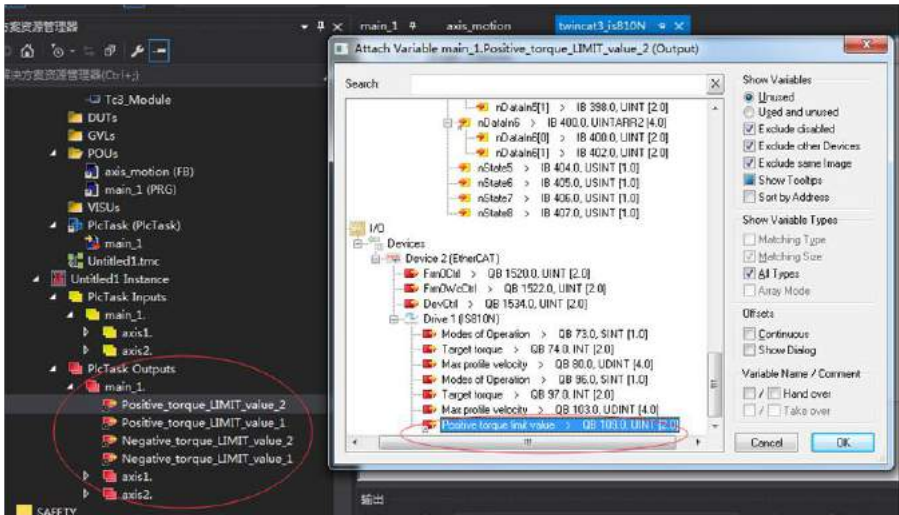 方案资源管理器
main_1
axis_motion
twincat3_is810N
Attach Variable main_1.Positive_torque_LIMIT_value_2 (Output)
解决方案资源管理器(Ctrl+;)
Search:
Tc3_Module
DUTs
GVLs
POUs
axis_motion (FB)
main_1 (PRG)
VISUs
PlcTask (PlcTask)
main_1
Untitled1.tmc
Untitled1 Instance
PlcTask Inputs
main_1.
axis1.
axis2.
PlcTask Outputs
main_1.
Positive_torque_LIMIT_value_2
Positive_torque_LIMIT_value_1
Negative_torque_LIMIT_value_2
Negative_torque_LIMIT_value_1
axis1.
axis2.
SAFETY
nDataIn5[1] > IB 398.0, UINT [2.0]
nDataIn6 > IB 400.0, UINTARR2 [4.0]
nDataIn6[0] > IB 400.0, UINT [2.0]
nDataIn6[1] > IB 402.0, UINT [2.0]
nState5 > IB 404.0, USINT [1.0]
nState6 > IB 405.0, USINT [1.0]
nState7 > IB 406.0, USINT [1.0]
nState8 > IB 407.0, USINT [1.0]
I/O
Devices
Device 2 (EtherCAT)
Frm0Ctrl > QB 1520.0, UINT [2.0]
Frm0WcCtrl > QB 1522.0, UINT [2.0]
DevCtrl > QB 1534.0, UINT [2.0]
Drive 1 (IS810N)
Modes of Operation > QB 73.0, SINT [1.0]
Target torque > QB 74.0, INT [2.0]
Max profile velocity > QB 80.0, UDINT [4.0]
Modes of Operation > QB 96.0, SINT [1.0]
Target torque > QB 97.0, INT [2.0]
Max profile velocity > QB 103.0, UDINT [4.0]
Positive torque limit value > QB 109.0, UINT [2.0]
Show Variables
Unused
Used and unused
Exclude disabled
Exclude other Devices
Exclude same Image
Show Tooltips
Sort by Address
Show Variable Types
Matching Type
Matching Size
All Types
Array Mode
Offsets
Continuous
Show Dialog
Variable Name / Comment
/ Hand over
/ Take over
Cancel
OK
输出